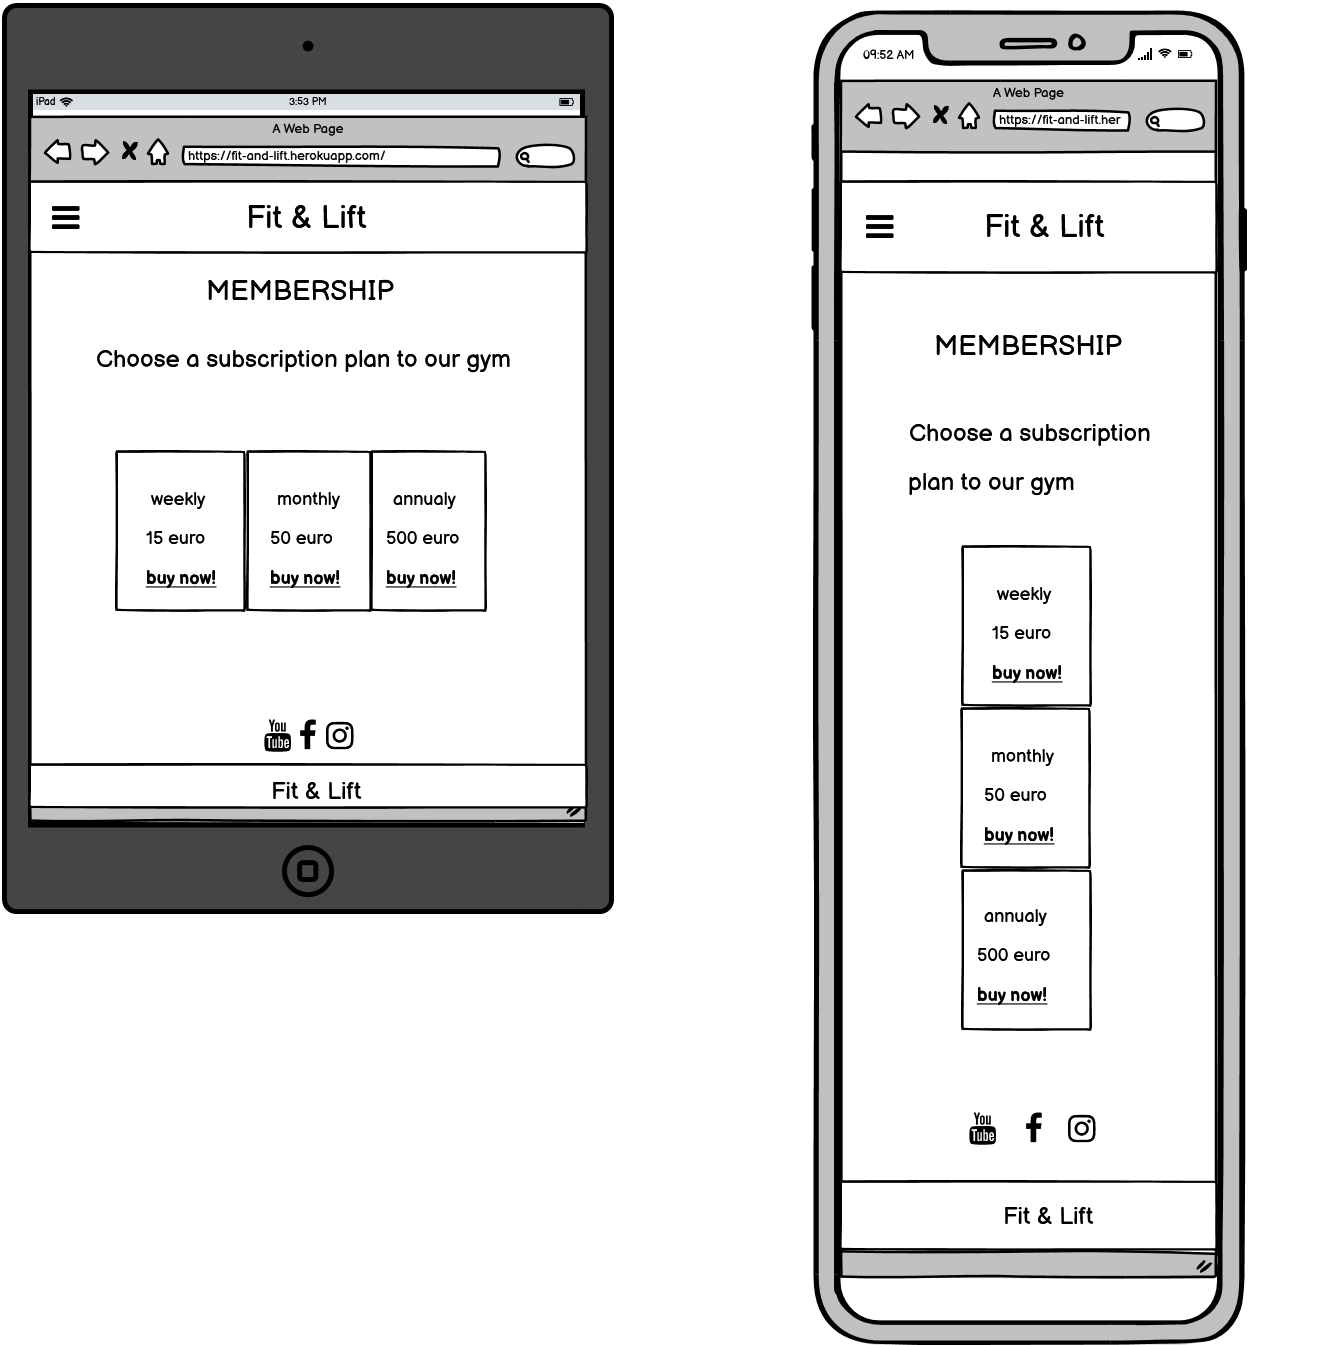 iPad
3:53 PM
A Web Page
https://fit-and-lift.herokuapp.com/
Fit & Lift
MEMBERSHIP
Choose a subscription plan to our gym
weekly
15 euro
buy now!
monthly
50 euro
buy now!
annualy
500 euro
buy now!
You
Tube
Fit & Lift
09:52 AM
A Web Page
https://fit-and-lift.her
Fit & Lift
MEMBERSHIP
Choose a subscription
plan to our gym
weekly
15 euro
buy now!
monthly
50 euro
buy now!
annualy
500 euro
buy now!
You
Tube
Fit & Lift